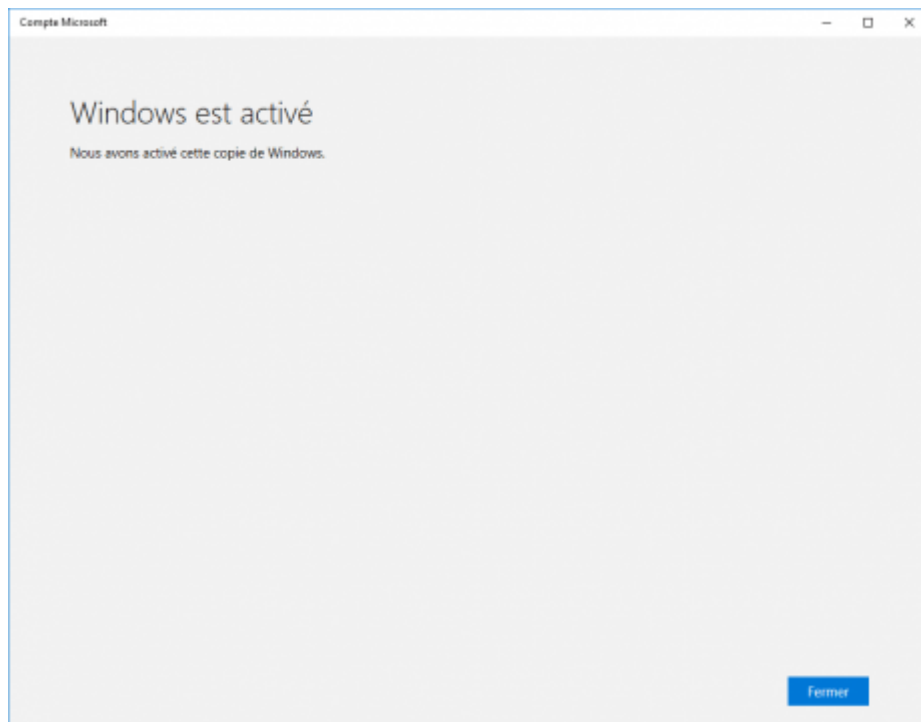 Compte Microsoft
Windows est activé
Nous avons activé cette copie de Windows.
Fermer